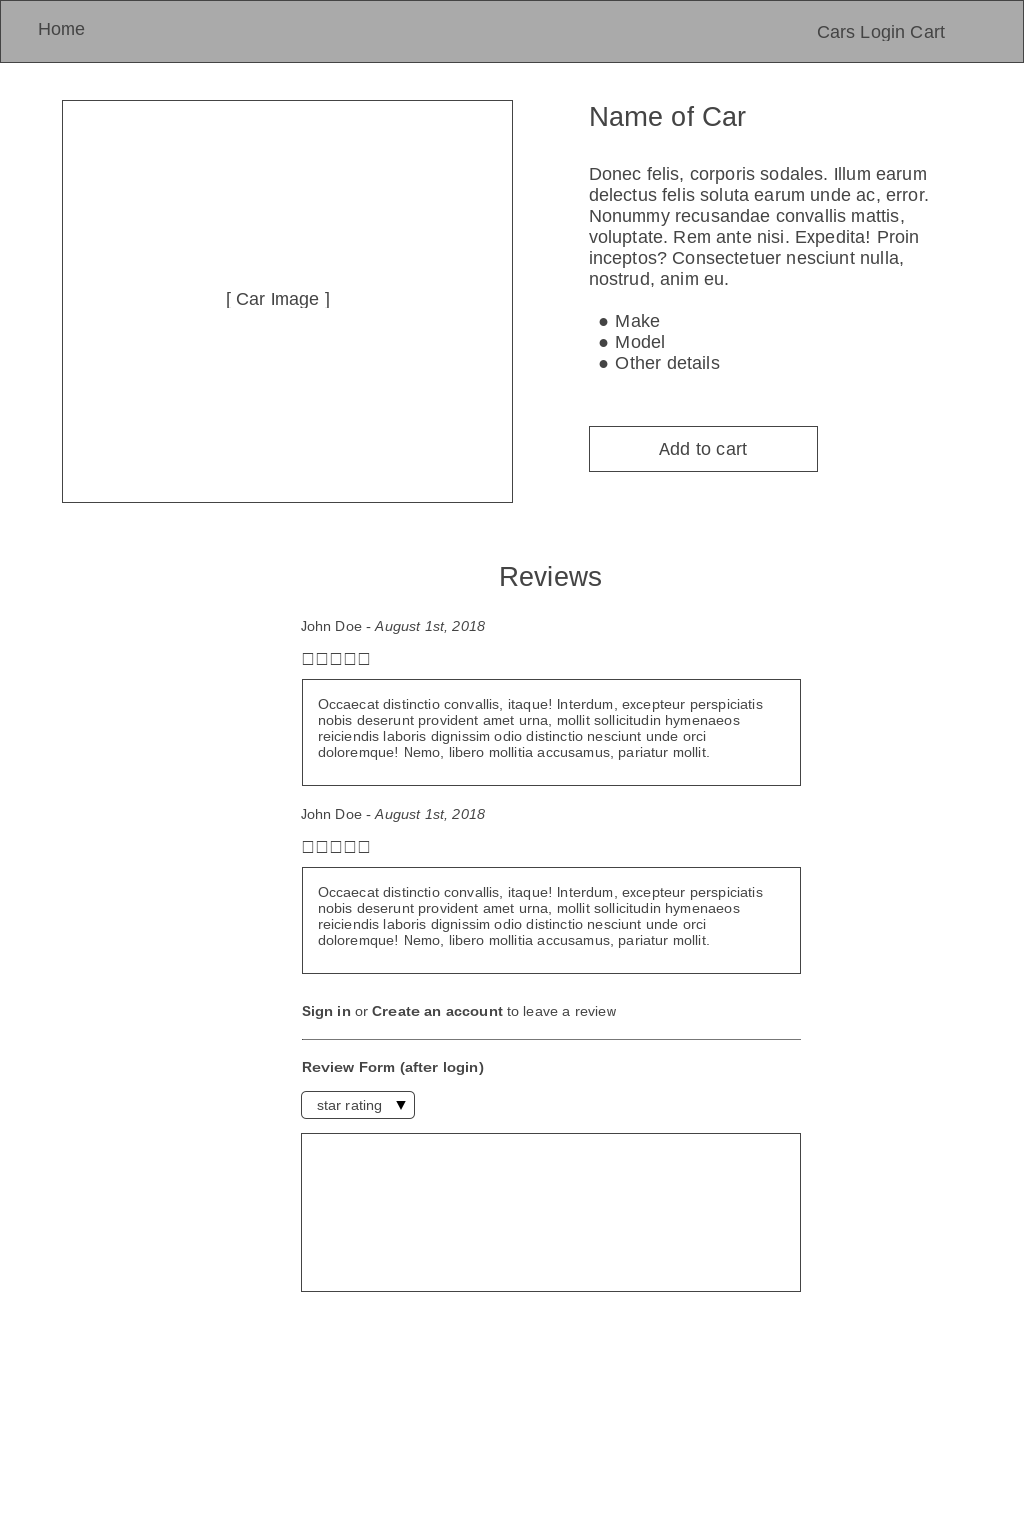 Home
Cars Login Cart
Name of Car
Donec felis, corporis sodales. Illum earum
delectus felis soluta earum unde ac, error.
Nonummy recusandae convallis mattis,
voluptate. Rem ante nisi. Expedita! Proin
inceptos? Consectetuer nesciunt nulla,
nostrud, anim eu.
● Make
● Model
● Other details
[ Car Image ]
Add to cart
Reviews
John Doe - August 1st, 2018
Occaecat distinctio convallis, itaque! Interdum, excepteur perspiciatis
nobis deserunt provident amet urna, mollit sollicitudin hymenaeos
reiciendis laboris dignissim odio distinctio nesciunt unde orci
doloremque! Nemo, libero mollitia accusamus, pariatur mollit.
John Doe - August 1st, 2018
Occaecat distinctio convallis, itaque! Interdum, excepteur perspiciatis
nobis deserunt provident amet urna, mollit sollicitudin hymenaeos
reiciendis laboris dignissim odio distinctio nesciunt unde orci
doloremque! Nemo, libero mollitia accusamus, pariatur mollit.
Sign in or Create an account to leave a review
Review Form (after login)
star rating